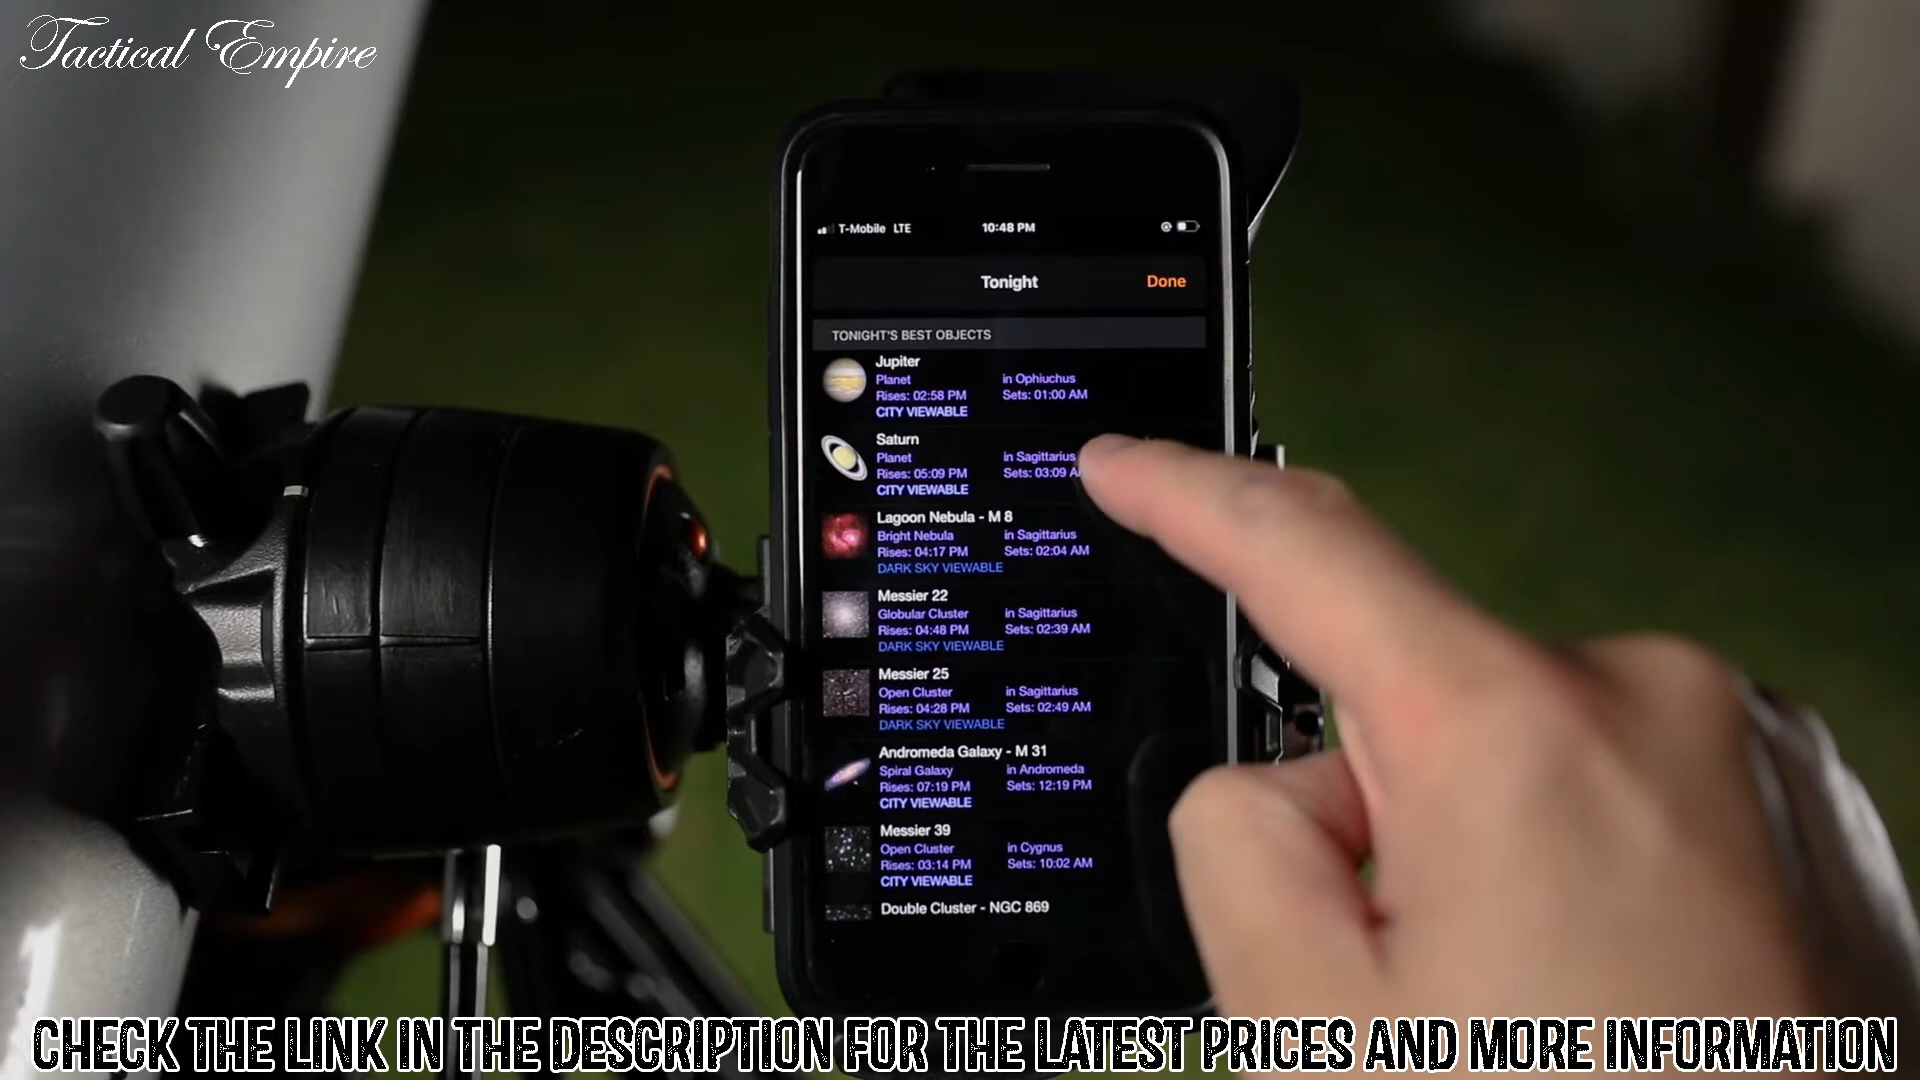 Tactical Empire
T-Mobile LTE 10:48 PM
Tonight Done
TONIGHT'S BEST OBJECTS
Jupiter
Planet in Ophiuchus
Rises: 02:58 PM Sets: 01:00 AM
CITY VIEWABLE
Saturn
Planet in Sagittarius
Rises: 05:09 PM Sets: 03:09
CITY VIEWABLE
Lagoon Nebula - M 8
Bright Nebula in Sagittarius
Rises: 04:17 PM Sets: 02:04 AM
DARK SKY VIEWABLE
Messier 22
Globular Cluster in Sagittarius
Rises: 04:48 PM Sets: 02:39 AM
DARK SKY VIEWABLE
Messier 25
Open Cluster in Sagittarius
Rises: 04:28 PM Sets: 02:49 AM
DARK SKY VIEWABLE
Andromeda Galaxy - M 31
Spiral Galaxy in Andromeda
Rises: 07:19 PM Sets: 12:19 PM
CITY VIEWABLE
Messier 39
Open Cluster in Cygnus
Rises: 03:14 PM Sets: 10:02 AM
CITY VIEWABLE
Double Cluster - NGC 869
CHECK THE LINK IN THE DESCRIPTION FOR THE LATEST PRICES AND MORE INFORMATION